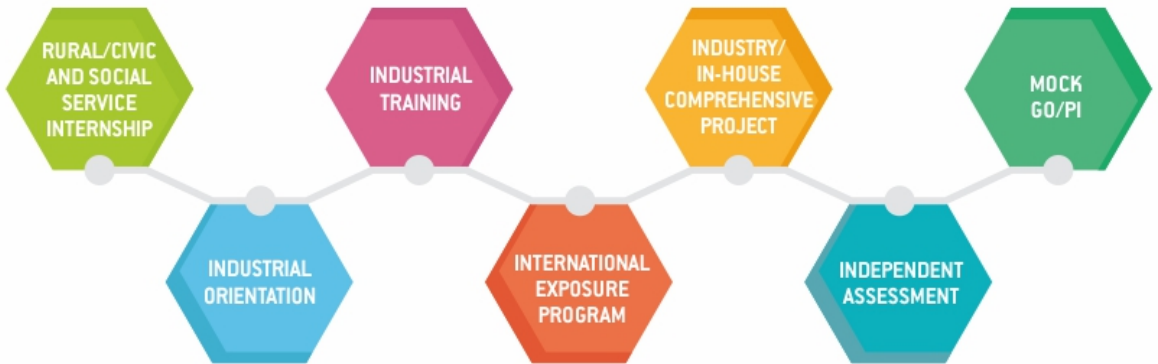 RURAL/CIVIC
AND SOCIAL
SERVICE
INTERNSHIP
INDUSTRIAL
ORIENTATION
INDUSTRIAL
TRAINING
INTERNATIONAL
EXPOSURE
PROGRAM
INDUSTRY/
IN-HOUSE
COMPREHENSIVE
PROJECT
INDEPENDENT
ASSESSMENT
MOCK
GO/PI